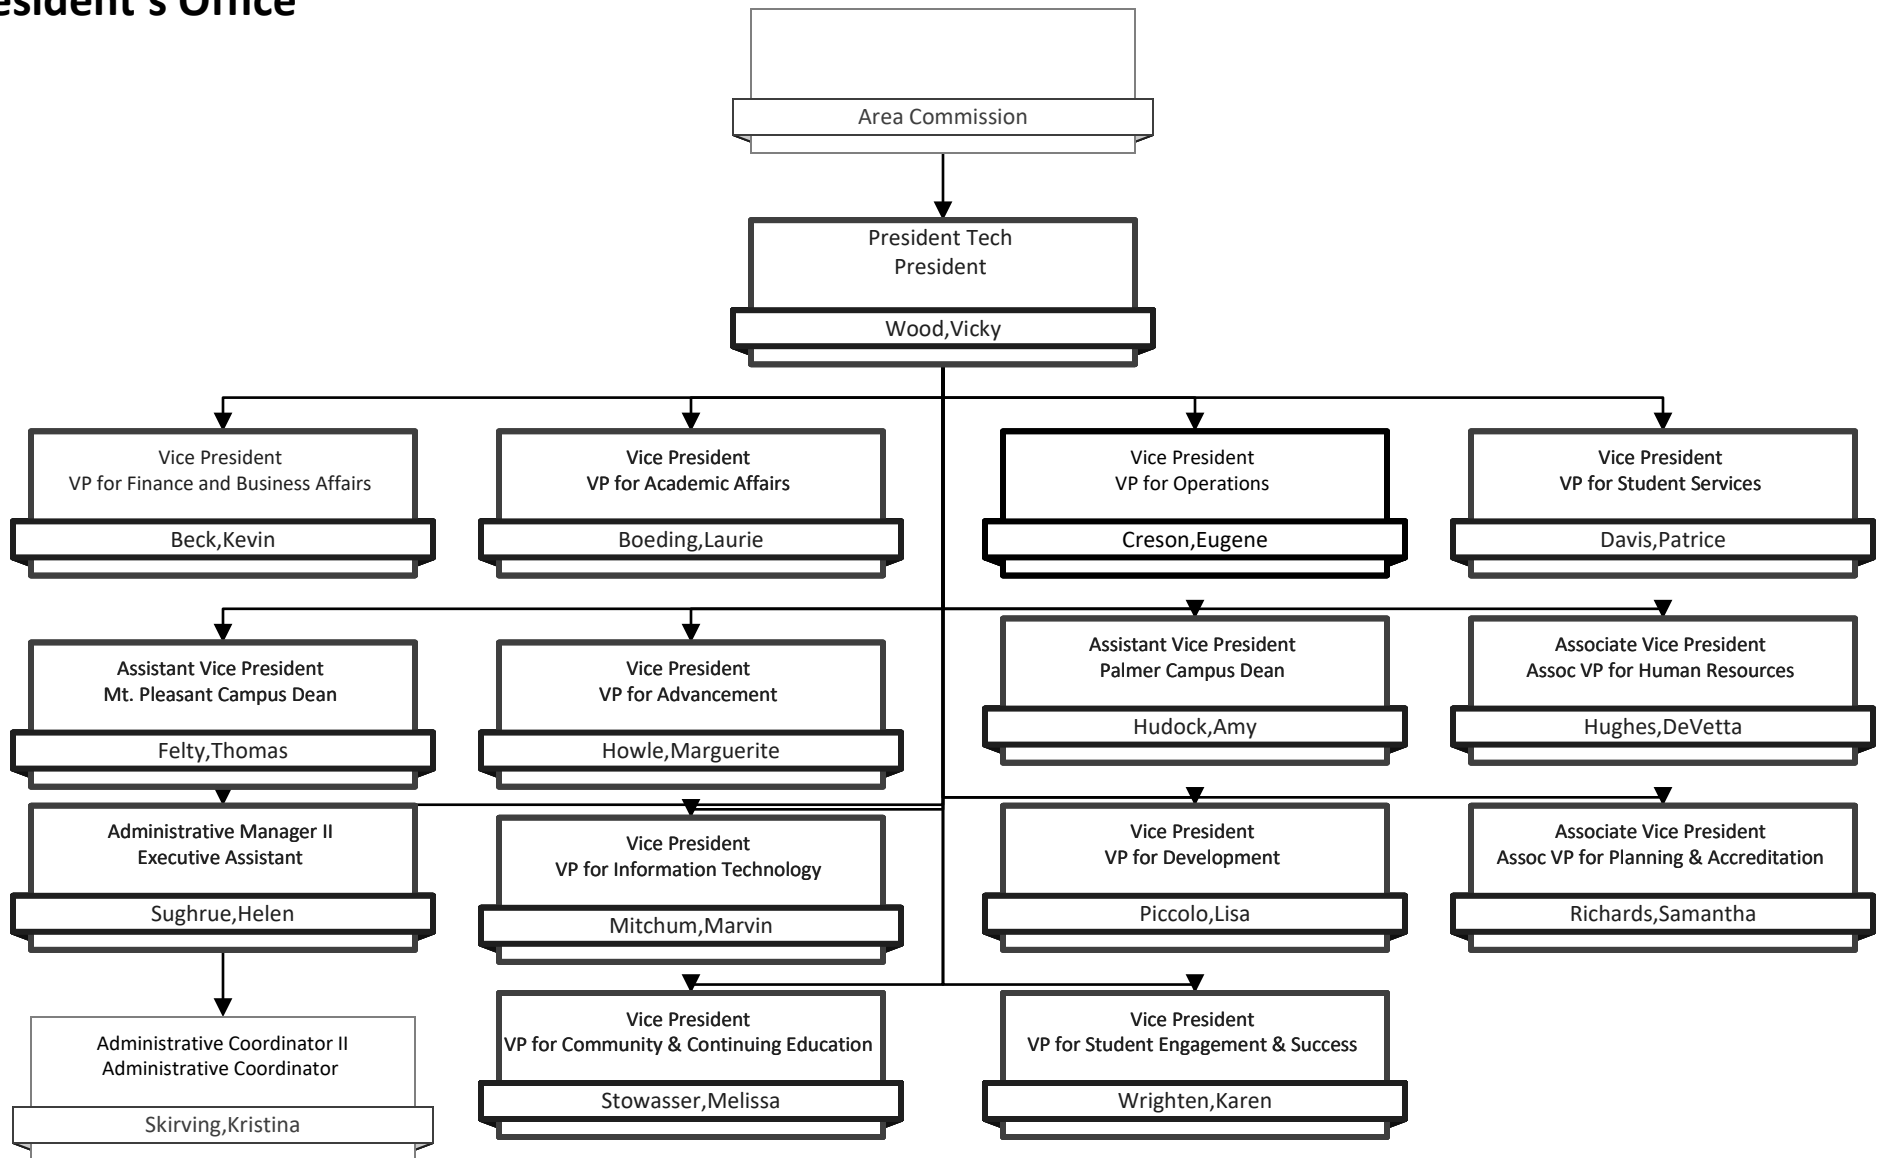 esident's Office
Area Commission
President Tech
President
Wood,Vicky
Vice President
VP for Finance and Business Affairs
Beck,Kevin
Vice President
VP for Academic Affairs
Boeding,Laurie
Vice President
VP for Operations
Creson,Eugene
Vice President
VP for Student Services
Davis,Patrice
Assistant Vice President
Mt. Pleasant Campus Dean
Felty,Thomas
Vice President
VP for Advancement
Howle,Marguerite
Assistant Vice President
Palmer Campus Dean
Hudock,Amy
Associate Vice President
Assoc VP for Human Resources
Hughes,DeVetta
Administrative Manager II
Executive Assistant
Sughrue,Helen
Vice President
VP for Information Technology
Mitchum,Marvin
Vice President
VP for Development
Piccolo,Lisa
Associate Vice President
Assoc VP for Planning & Accreditation
Richards,Samantha
Administrative Coordinator II
Administrative Coordinator
Skirving,Kristina
Vice President
VP for Community & Continuing Education
Stowasser,Melissa
Vice President
VP for Student Engagement & Success
Wrighten,Karen